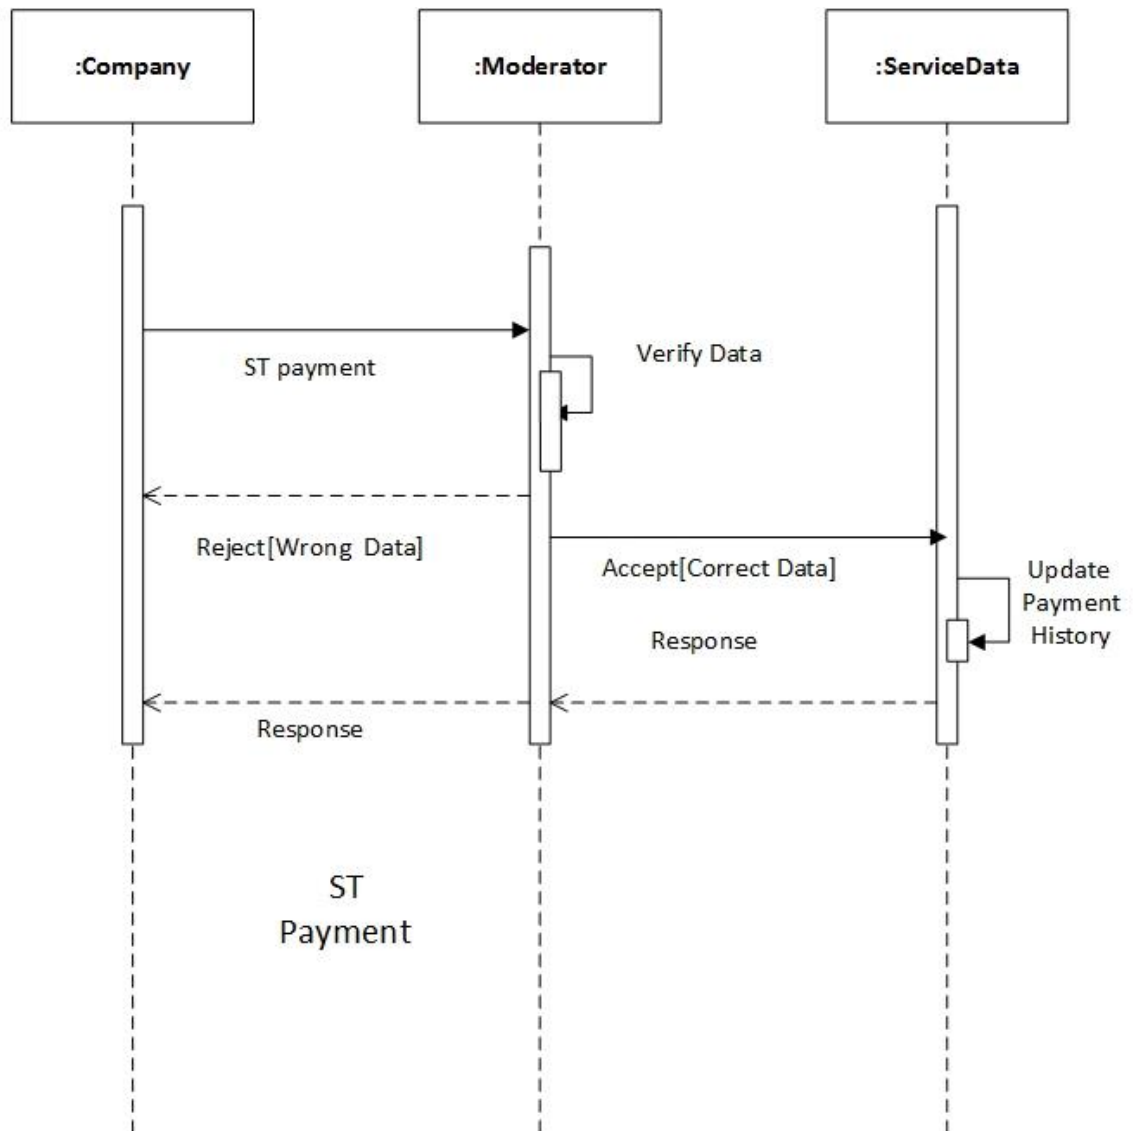 :Company
:Moderator
:ServiceData
ST payment
Verify Data
Reject[Wrong Data]
Accept[Correct Data]
Update
Payment
History
Response
Response
ST
Payment